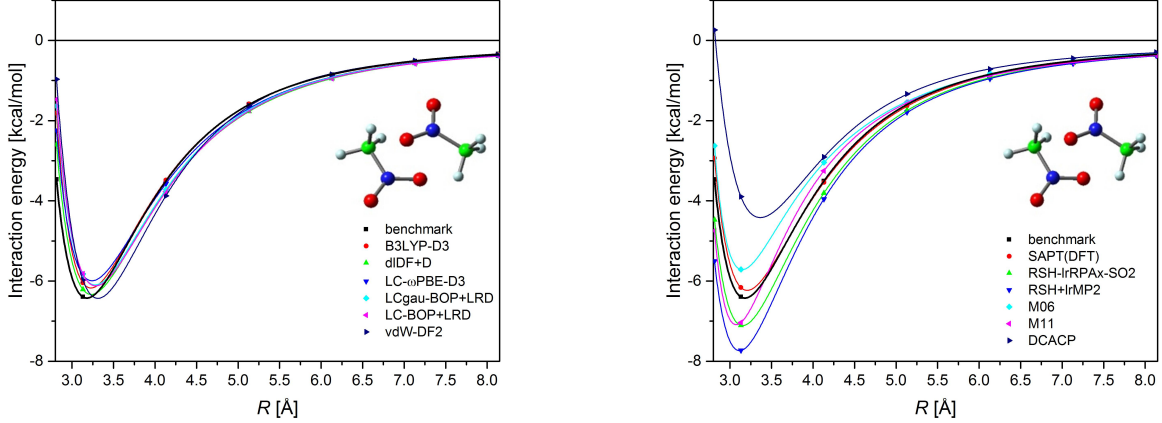 Interaction energy [kcal/mol]
0
-2
-4
-6
-8
3.0 3.5 4.0 4.5 5.0 5.5 6.0 6.5 7.0 7.5 8.0
R [Å]
benchmark
B3LYP-D3
dlDF+D
LC-ωPBE-D3
LCgau-BOP+LRD
LC-BOP+LRD
vdW-DF2
Interaction energy [kcal/mol]
0
-2
-4
-6
-8
3.0 3.5 4.0 4.5 5.0 5.5 6.0 6.5 7.0 7.5 8.0
R [Å]
benchmark
SAPT(DFT)
RSH-lrRPAx-SO2
RSH+lrMP2
M06
M11
DCACP